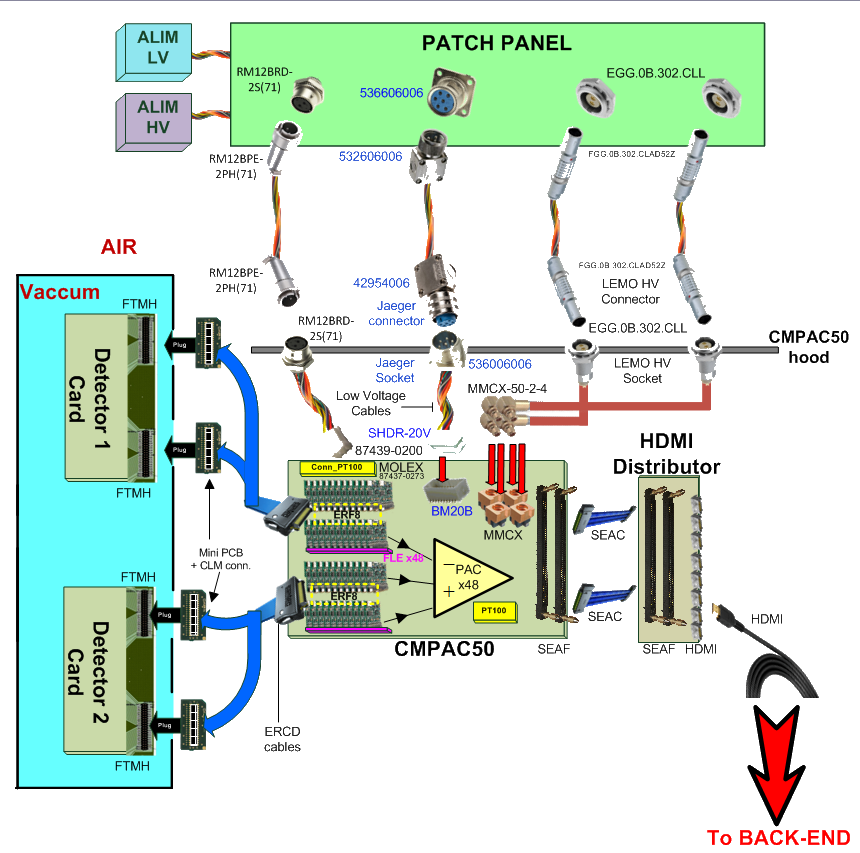 ALIM
LV
PATCH PANEL
ALIM
HV
RM12BRD-
2S(71)
536606006
EGG.0B.302.CLL
RM12BPE-
2PH(71)
532606006
FGG.0B.302.CLAD52Z
AIR
RM12BPE-
2PH(71)
42954006
FGG.0B.302.CLAD52Z
LEMO HV
Connector
Vaccum
FTMH
Jaeger
connector
RM12BRD-
2S(71)
EGG.0B.302.CLL
CMPAC50
hood
Plug
Detector 1
Card
Jaeger
Socket
536006006
LEMO HV
Socket
Low Voltage
Cables
MMCX-50-2-4
SHDR-20V
87439-0200
HDMI
Distributor
Plug
FTMH
Conn_PT100
MOLEX
87437-0273
BM20B
MMCX
ERF8
SEAC
Mini PCB
+ CLM conn.
FLE x48
PAC
x48
FTMH
ERF8
PT100
Plug
SEAC
HDMI
Detector 2
Card
CMPAC50
SEAF
SEAF
HDMI
Plug
ERCD
cables
FTMH
To BACK-END